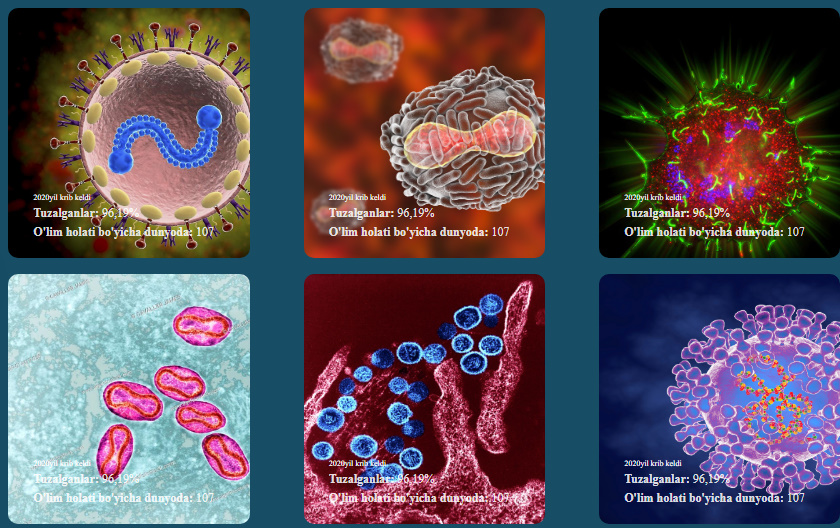 2020yil krib keldi
Tuzalganlar: 96,19%
O'lim holati bo'yicha dunyoda: 107
2020yil krib keldi
Tuzalganlar: 96,19%
O'lim holati bo'yicha dunyoda: 107
2020yil krib keldi
Tuzalganlar: 96,19%
O'lim holati bo'yicha dunyoda: 107
2020yil krib keldi
Tuzalganlar: 96,19%
O'lim holati bo'yicha dunyoda: 107
2020yil krib keldi
Tuzalganlar: 96,19%
O'lim holati bo'yicha dunyoda: 107
2020yil krib keldi
Tuzalganlar: 96,19%
O'lim holati bo'yicha dunyoda: 107